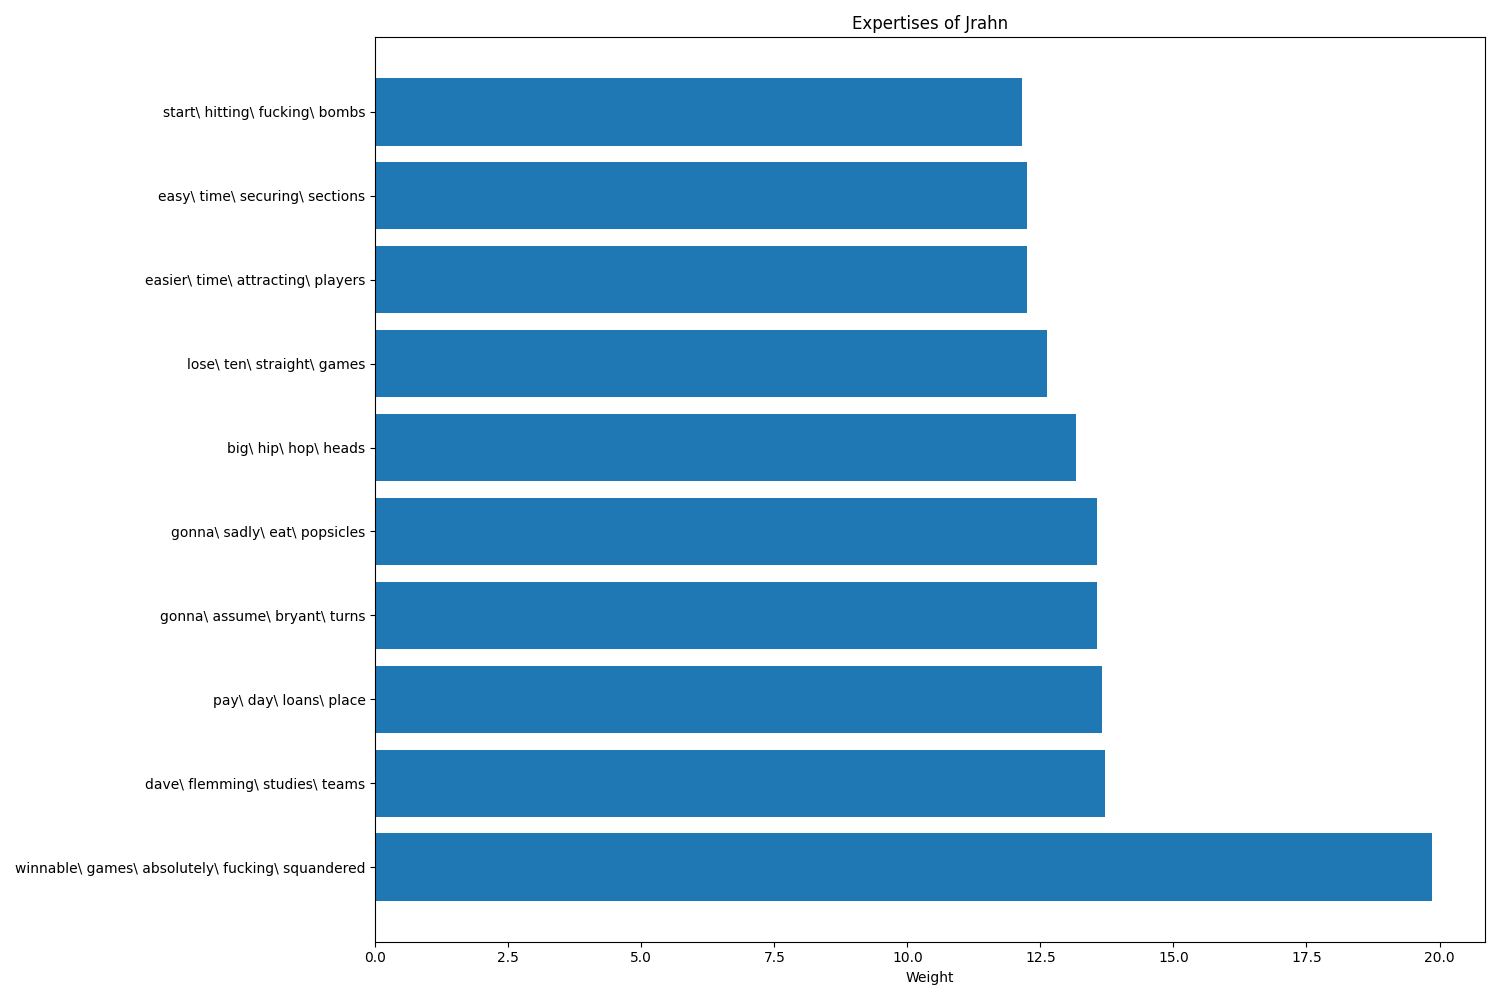 Expertises of Jrahn
start\ hitting\ fucking\ bombs
easy\ time\ securing\ sections
easier\ time\ attracting\ players
lose\ ten\ straight\ games
big\ hip\ hop\ heads
gonna\ sadly\ eat\ popsicles
gonna\ assume\ bryant\ turns
pay\ day\ loans\ place
dave\ flemming\ studies\ teams
winnable\ games\ absolutely\ fucking\ squandered
0.0 2.5 5.0 7.5 10.0 12.5 15.0 17.5 20.0
Weight